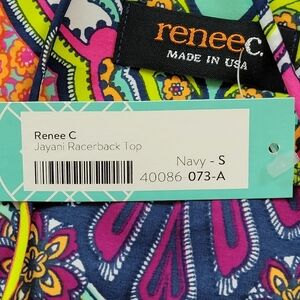 reneeC.
MADE IN USA
Renee C
Jayani Racerback Top
Navy - S
40086-073-A